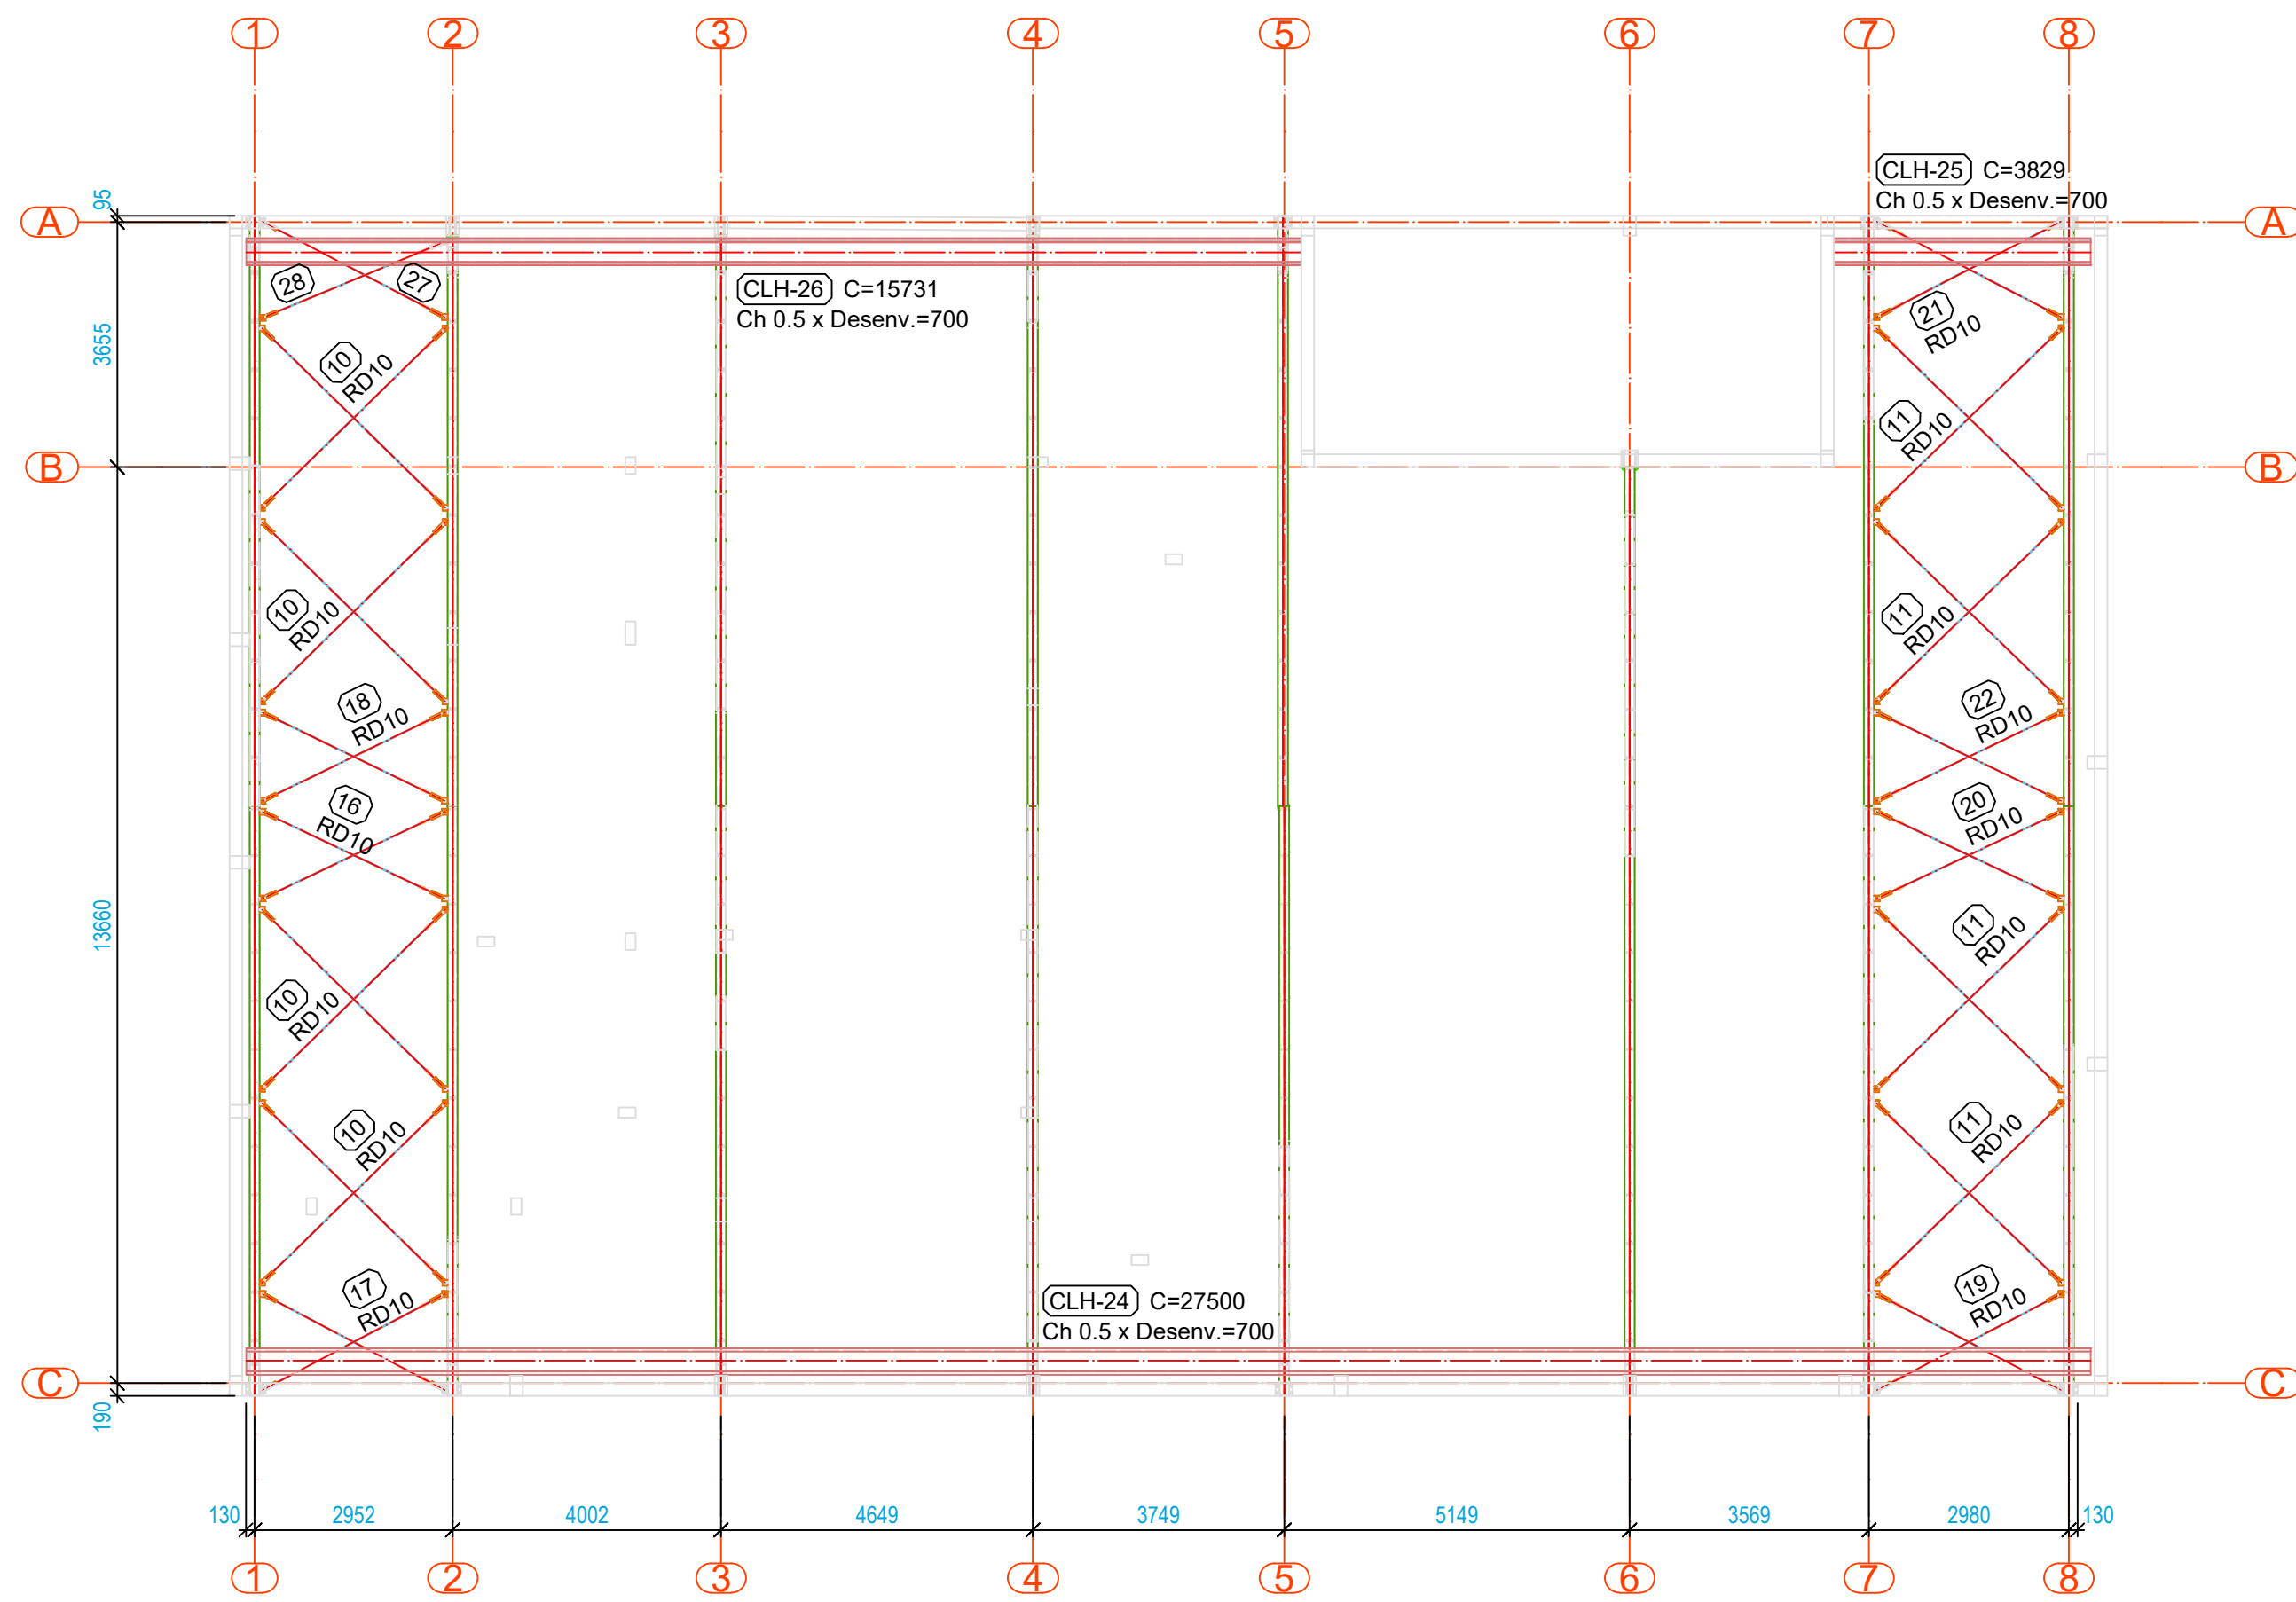 1 2 3 4 5 6 7 8
CLH-25 C=3829
Ch 0.5 x Desenv.=700
95
A A
28 27
CLH-26 C=15731
Ch 0.5 x Desenv.=700
21
RD10
3655
10
RD10
11
RD10
B B
10
RD10
11
RD10
18
RD10
22
RD10
16
RD10
20
RD10
13660
11
RD10
10
RD10
10
RD10
11
RD10
17
RD10
19
RD10
CLH-24 C=27500
Ch 0.5 x Desenv.=700
C C
190
130 2952 4002 4649 3749 5149 3569 2980 130
1 2 3 4 5 6 7 8